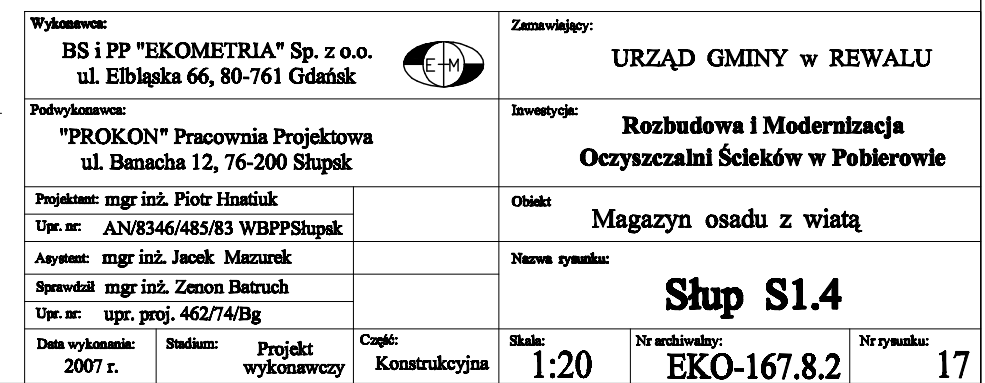 Wykonawca:
BS i PP "EKOMETRIA" Sp. z o.o.
ul. Elbląska 66, 80-761 Gdańsk
E-M
Zamawiający:
URZĄD GMINY w REWALU
Podwykonawca:
"PROKON" Pracownia Projektowa
ul. Banacha 12, 76-200 Słupsk
Inwestycja:
Rozbudowa i Modernizacja
Oczyszczalni Ścieków w Pobierowie
Projektant: mgr inż. Piotr Hnatiuk
Upr. nr: AN/8346/485/83 WBPPSłupsk
Obiekt
Magazyn osadu z wiatą
Asystent: mgr inż. Jacek Mazurek
Sprawdził mgr inż. Zenon Batruch
Upr. nr: upr. proj. 462/74/Bg
Nazwa rysunku:
Słup S1.4
Data wykonania:
2007 r.
Stadium:
Projekt
wykonawczy
Część:
Konstrukcyjna
Skala:
1:20
Nr archiwalny:
EKO-167.8.2
Nr rysunku:
17